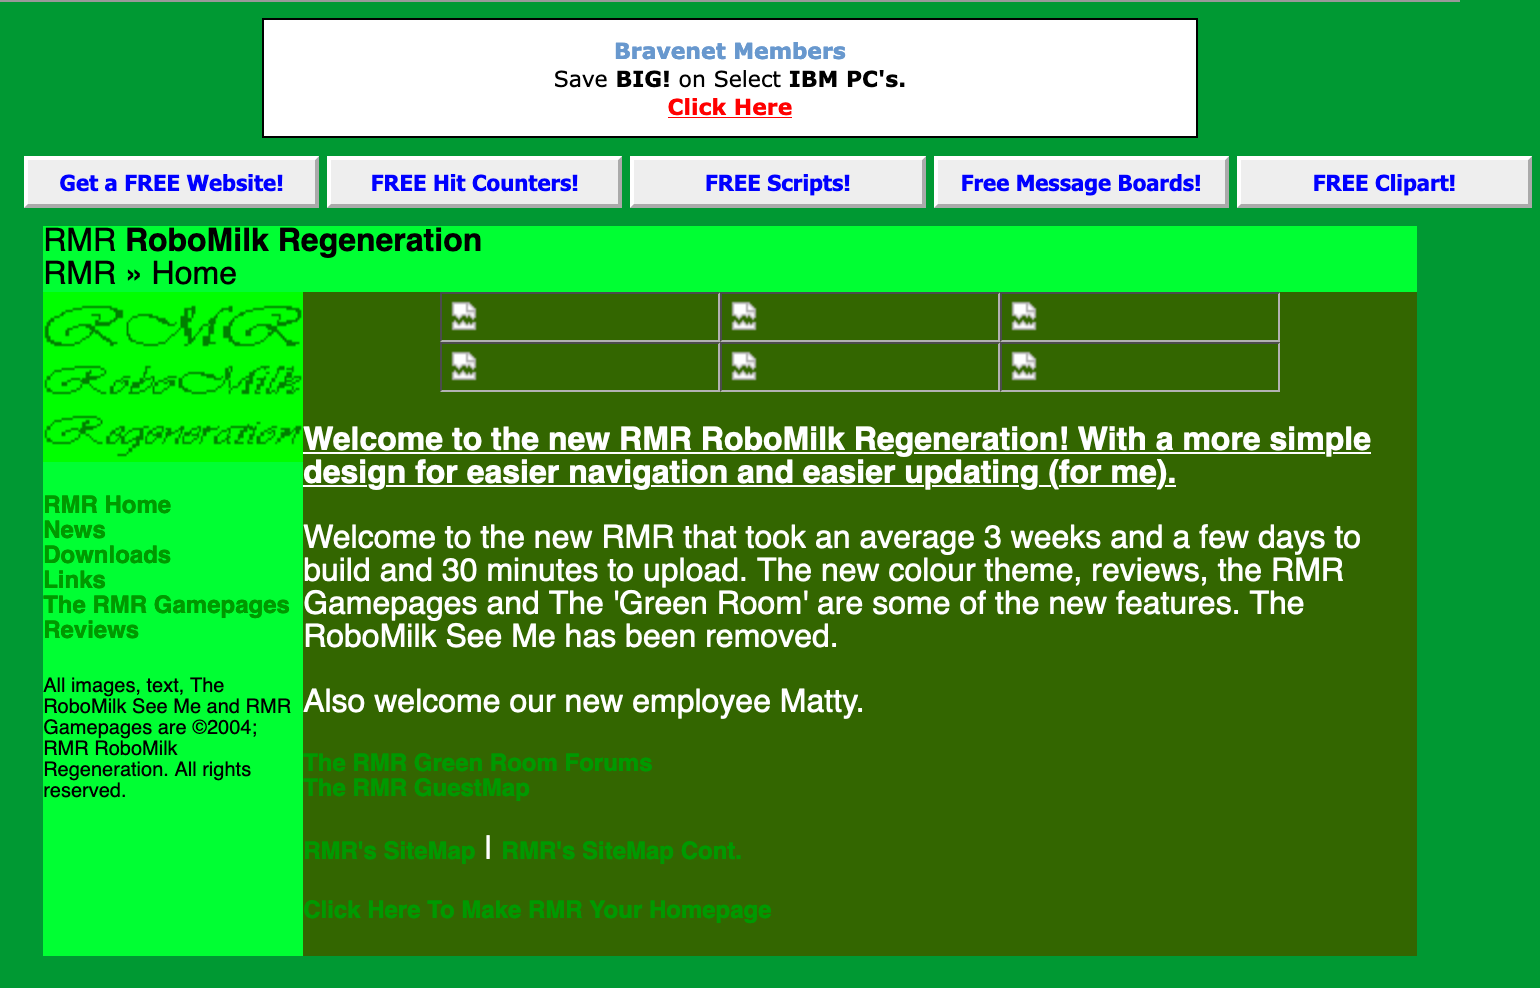 Bravenet Members
Save BIG! on Select IBM PC's.
Click Here
Get a FREE Website!
FREE Hit Counters!
FREE Scripts!
Free Message Boards!
FREE Clipart!
RMR RoboMilk Regeneration
RMR » Home
RMR
RoboMilk
Regeneration
RMR Home
News
Downloads
Links
The RMR Gamepages
Reviews
All images, text, The
RoboMilk See Me and RMR
Gamepages are ©2004;
RMR RoboMilk
Regeneration. All rights
reserved.
Welcome to the new RMR RoboMilk Regeneration! With a more simple
design for easier navigation and easier updating (for me).
Welcome to the new RMR that took an average 3 weeks and a few days to
build and 30 minutes to upload. The new colour theme, reviews, the RMR
Gamepages and The 'Green Room' are some of the new features. The
RoboMilk See Me has been removed.
Also welcome our new employee Matty.
The RMR Green Room Forums
The RMR GuestMap
RMR's SiteMap | RMR's SiteMap Cont.
Click Here To Make RMR Your Homepage